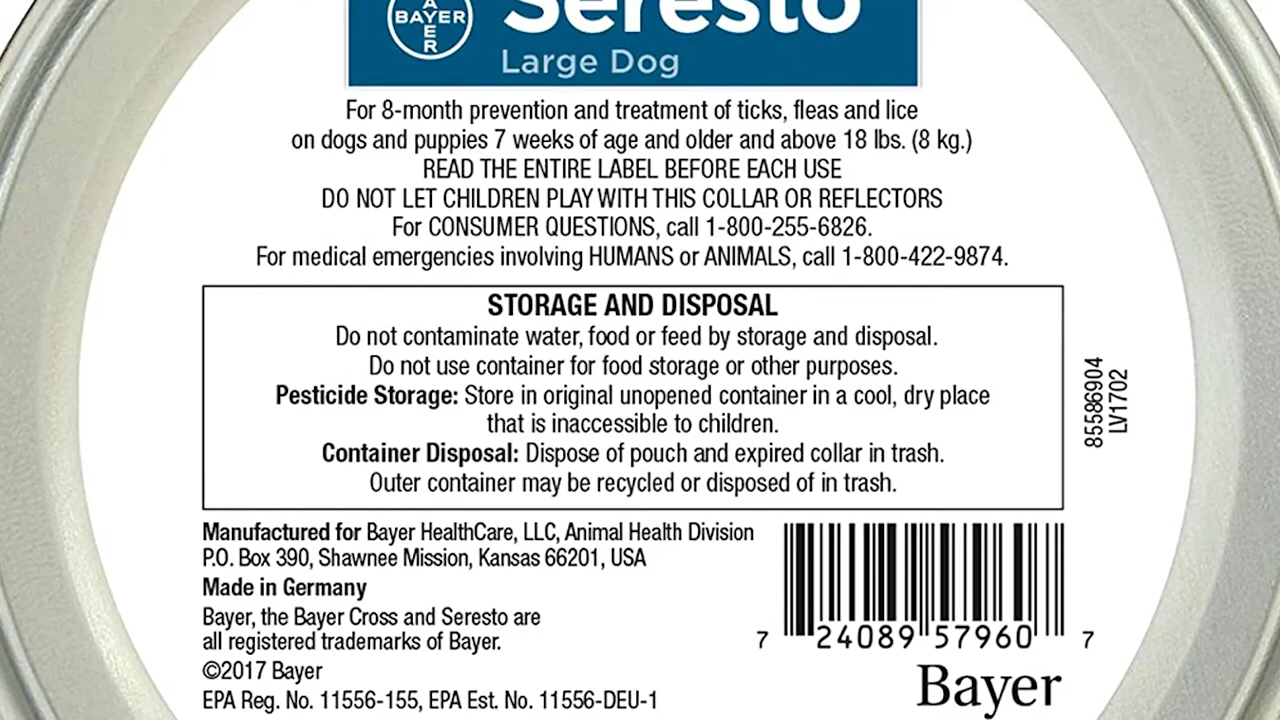 BAYER
BAYER
Seresto
Large Dog
For 8-month prevention and treatment of ticks, fleas and lice
on dogs and puppies 7 weeks of age and older and above 18 lbs. (8 kg.)
READ THE ENTIRE LABEL BEFORE EACH USE
DO NOT LET CHILDREN PLAY WITH THIS COLLAR OR REFLECTORS
For CONSUMER QUESTIONS, call 1-800-255-6826.
For medical emergencies involving HUMANS or ANIMALS, call 1-800-422-9874.
STORAGE AND DISPOSAL
Do not contaminate water, food or feed by storage and disposal.
Do not use container for food storage or other purposes.
Pesticide Storage: Store in original unopened container in a cool, dry place
that is inaccessible to children.
Container Disposal: Dispose of pouch and expired collar in trash.
Outer container may be recycled or disposed of in trash.
85586904
LV1702
Manufactured for Bayer HealthCare, LLC, Animal Health Division
P.O. Box 390, Shawnee Mission, Kansas 66201, USA
Made in Germany
Bayer, the Bayer Cross and Seresto are
all registered trademarks of Bayer.
©2017 Bayer
EPA Reg. No. 11556-155, EPA Est. No. 11556-DEU-1
7 24089 57960 7
Bayer